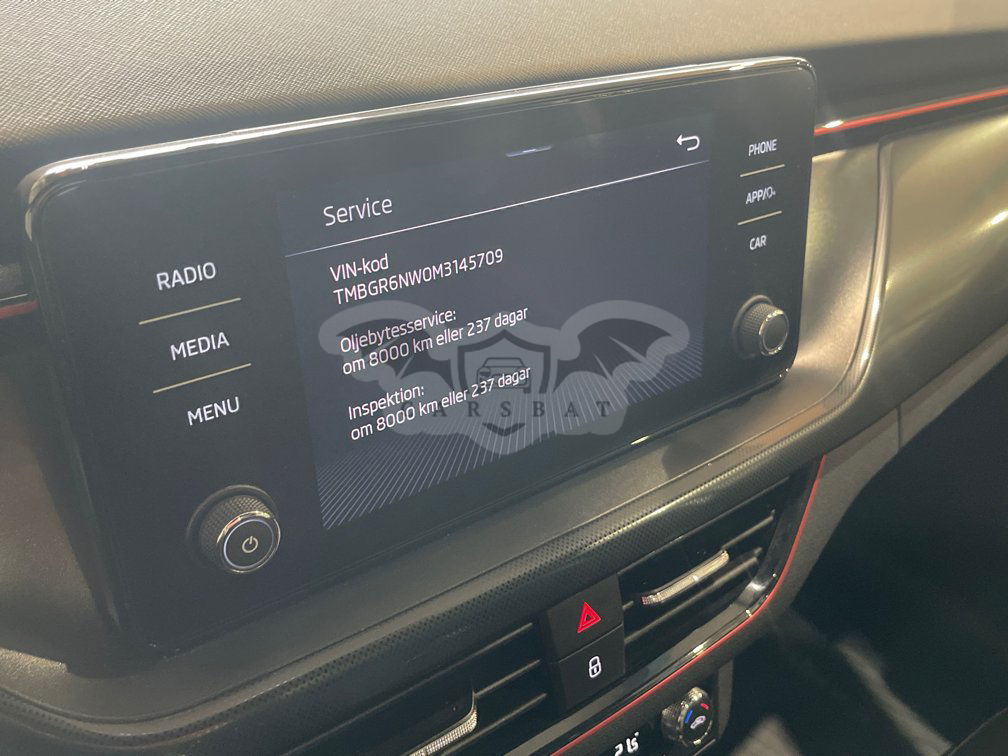 Service
VIN-kod
TMBGR6NW0M3145709
Oljebytesservice:
om 8000 km eller 237 dagar
Inspektion:
om 8000 km eller 237 dagar
RADIO
MEDIA
MENU
PHONE
CAR
CARSBAT